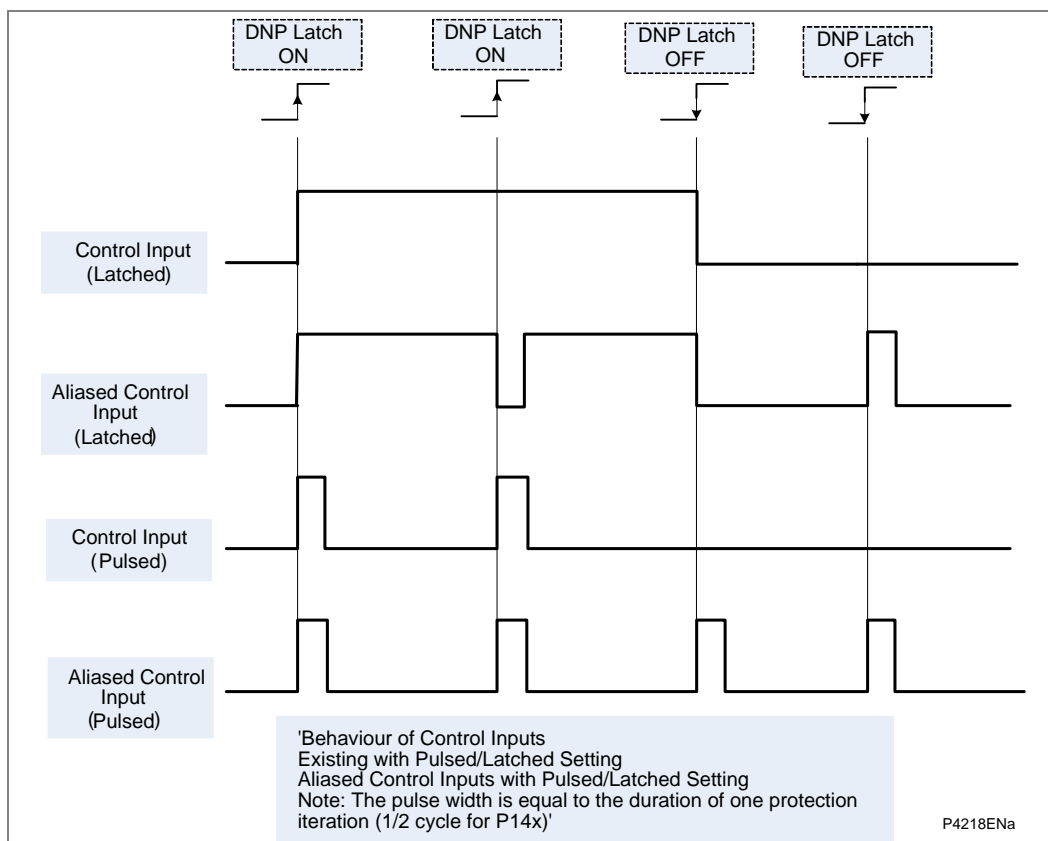 DNP Latch
ON
DNP Latch
ON
DNP Latch
OFF
DNP Latch
OFF
Control Input
(Latched)
Aliased Control
Input
(Latched)
Control Input
(Pulsed)
Aliased Control
Input
(Pulsed)
'Behaviour of Control Inputs
Existing with Pulsed/Latched Setting
Aliased Control Inputs with Pulsed/Latched Setting
Note: The pulse width is equal to the duration of one protection
iteration (1/2 cycle for P14x)'
P4218ENa